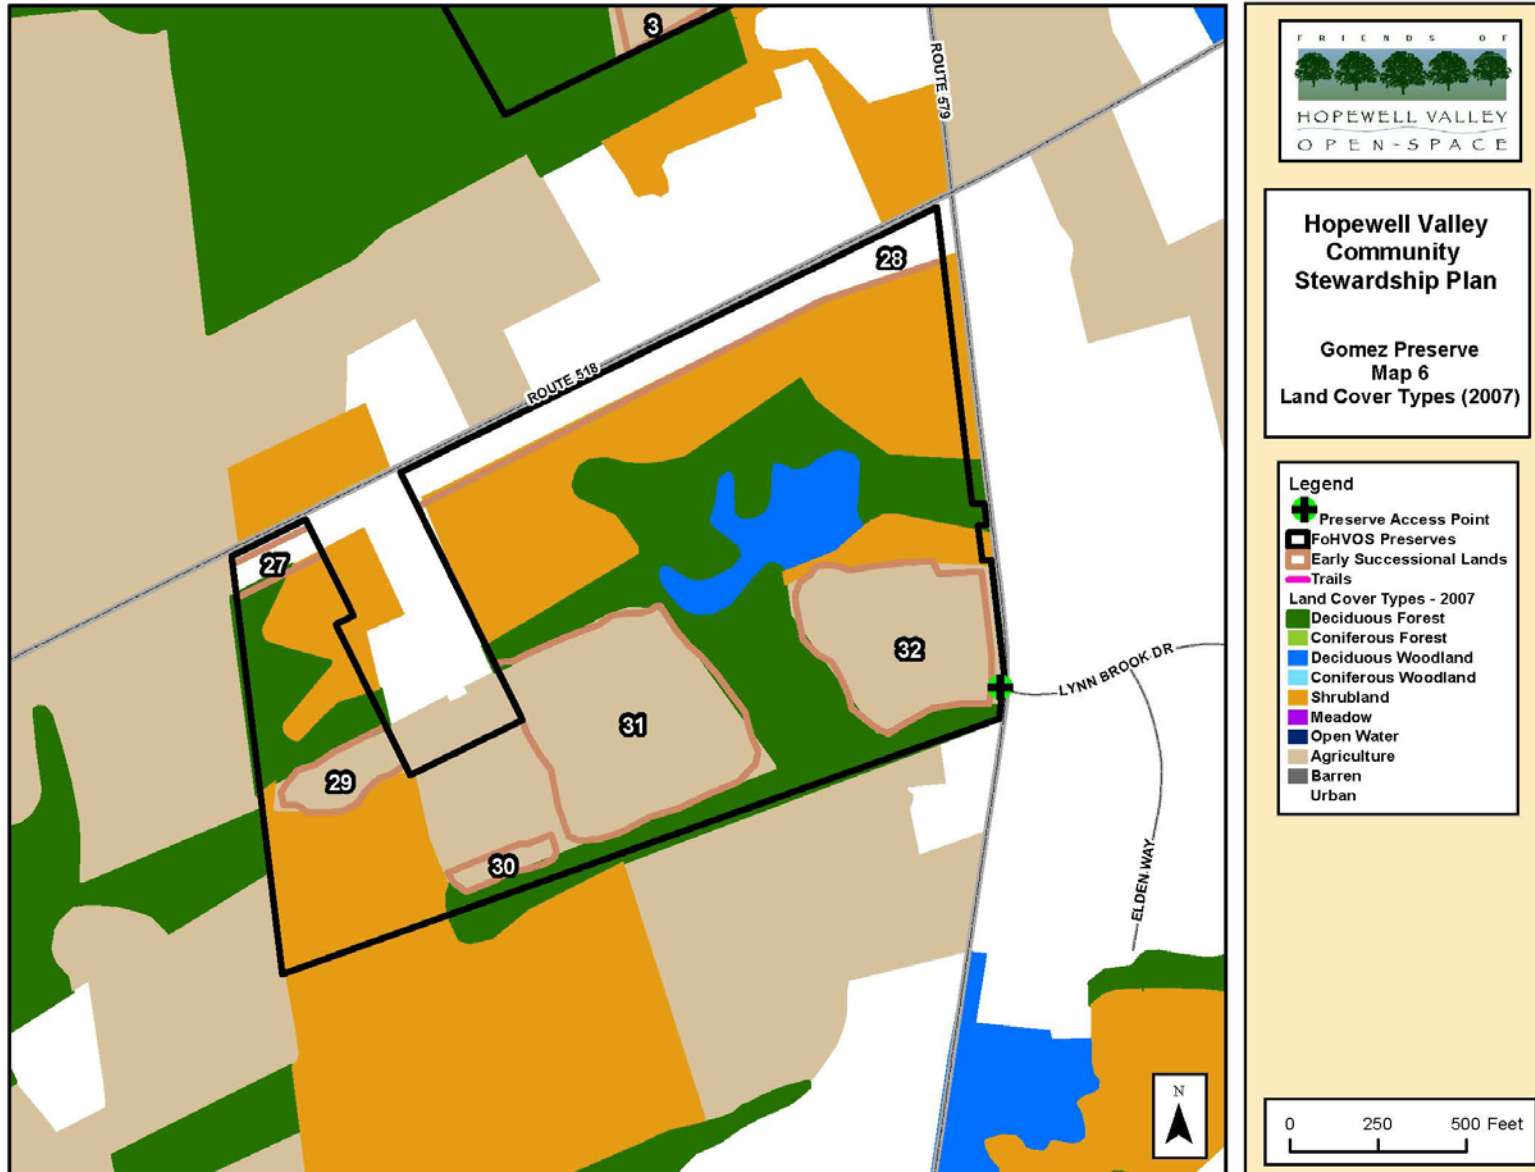 3
ROUTE 579
28
ROUTE 518
27
32
LYNN BROOK DR
31
29
30
ELDEN WAY
N
FRIENDS OF
HOPEWELL VALLEY
OPEN-SPACE
Hopewell Valley
Community
Stewardship Plan
Gomez Preserve
Map 6
Land Cover Types (2007)
Legend
Preserve Access Point
FoHVOS Preserves
Early Successional Lands
Trails
Land Cover Types - 2007
Deciduous Forest
Coniferous Forest
Deciduous Woodland
Coniferous Woodland
Shrubland
Meadow
Open Water
Agriculture
Barren
Urban
0 250 500 Feet